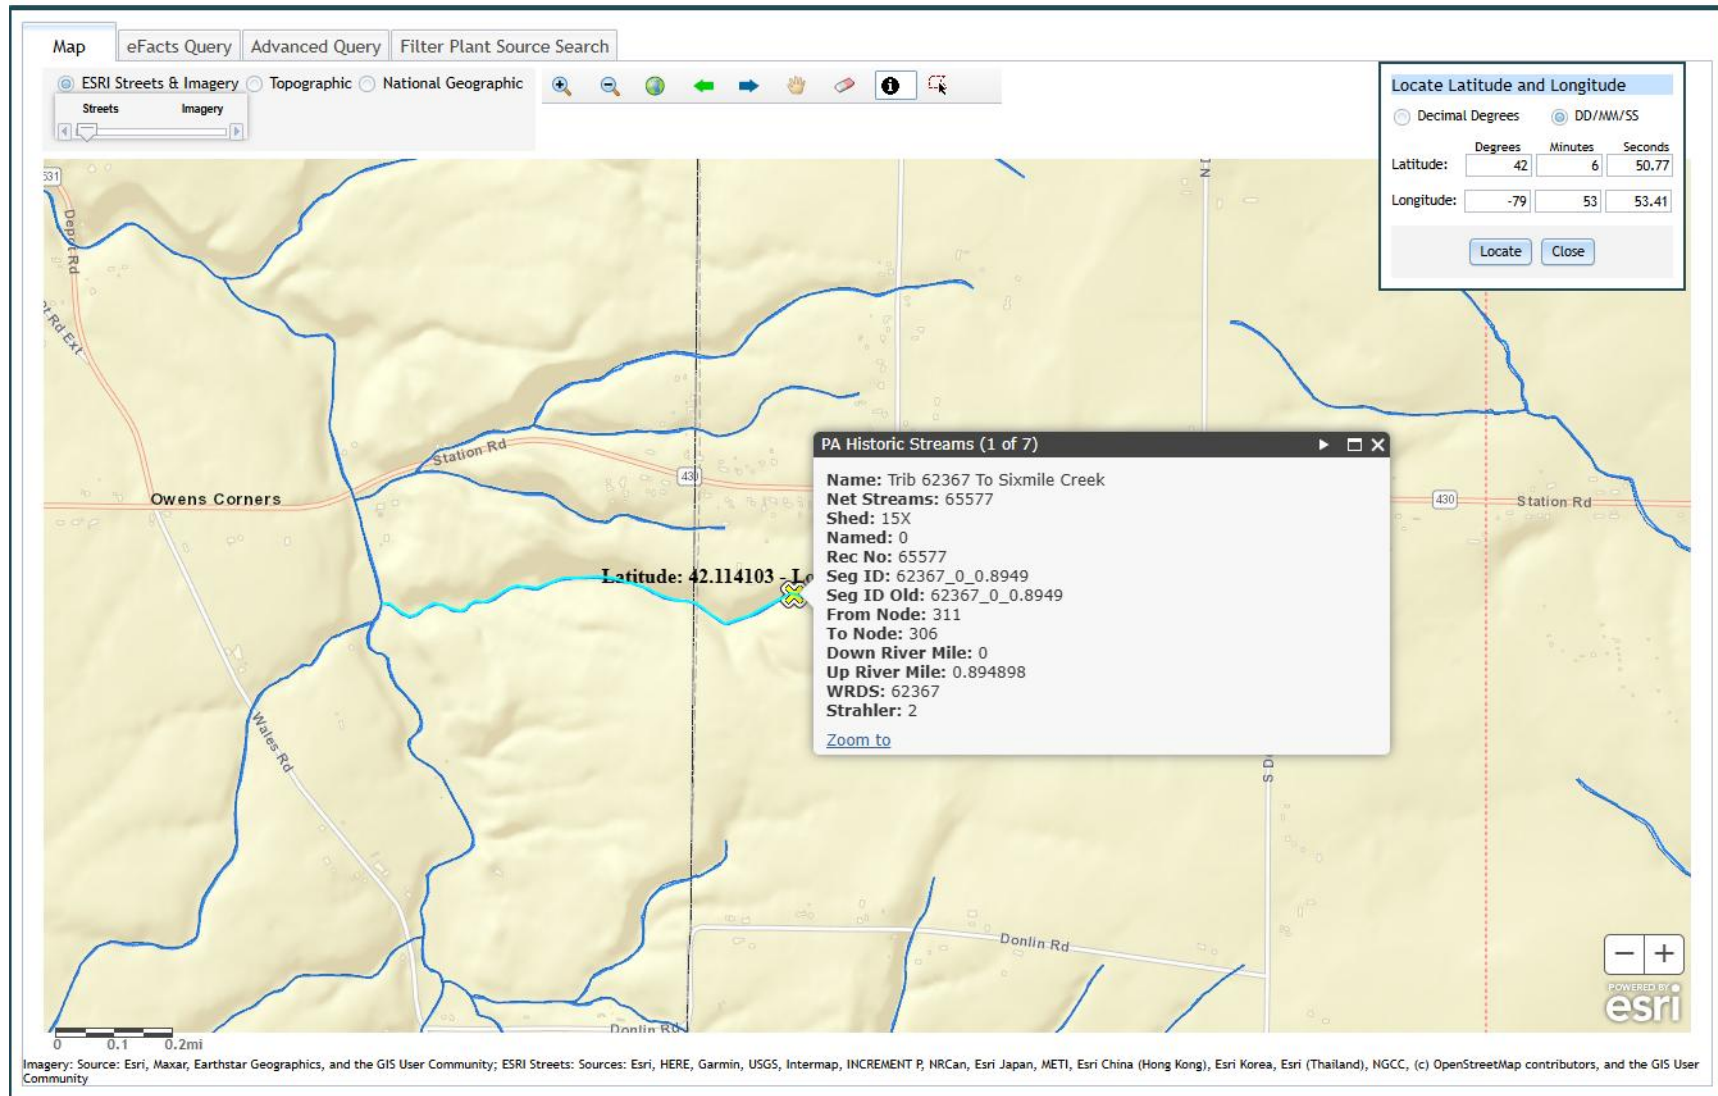 Map eFacts Query Advanced Query Filter Plant Source Search
ESRI Streets & Imagery Topographic National Geographic
Streets Imagery
Locate Latitude and Longitude
Decimal Degrees DD/MM/SS
Degrees Minutes Seconds
Latitude: 42 6 50.77
Longitude: -79 53 53.41
Locate Close
531
Depot Rd
ot Rd Ext
N D
Station Rd
430
Owens Corners
Latitude: 42.114103 - Lo
PA Historic Streams (1 of 7)
Name: Trib 62367 To Sixmile Creek
Net Streams: 65577
Shed: 15X
Named: 0
Rec No: 65577
Seg ID: 62367_0_0.8949
Seg ID Old: 62367_0_0.8949
From Node: 311
To Node: 306
Down River Mile: 0
Up River Mile: 0.894898
WRDS: 62367
Strahler: 2
Zoom to
430
Station Rd
Wales Rd
S D
Donlin Rd
Donlin Rd
POWERED BY
esri
0 0.1 0.2mi
Imagery: Source: Esri, Maxar, Earthstar Geographics, and the GIS User Community; ESRI Streets: Sources: Esri, HERE, Garmin, USGS, Intermap, INCREMENT P, NRCan, Esri Japan, METI, Esri China (Hong Kong), Esri Korea, Esri (Thailand), NGCC, (c) OpenStreetMap contributors, and the GIS User
Community